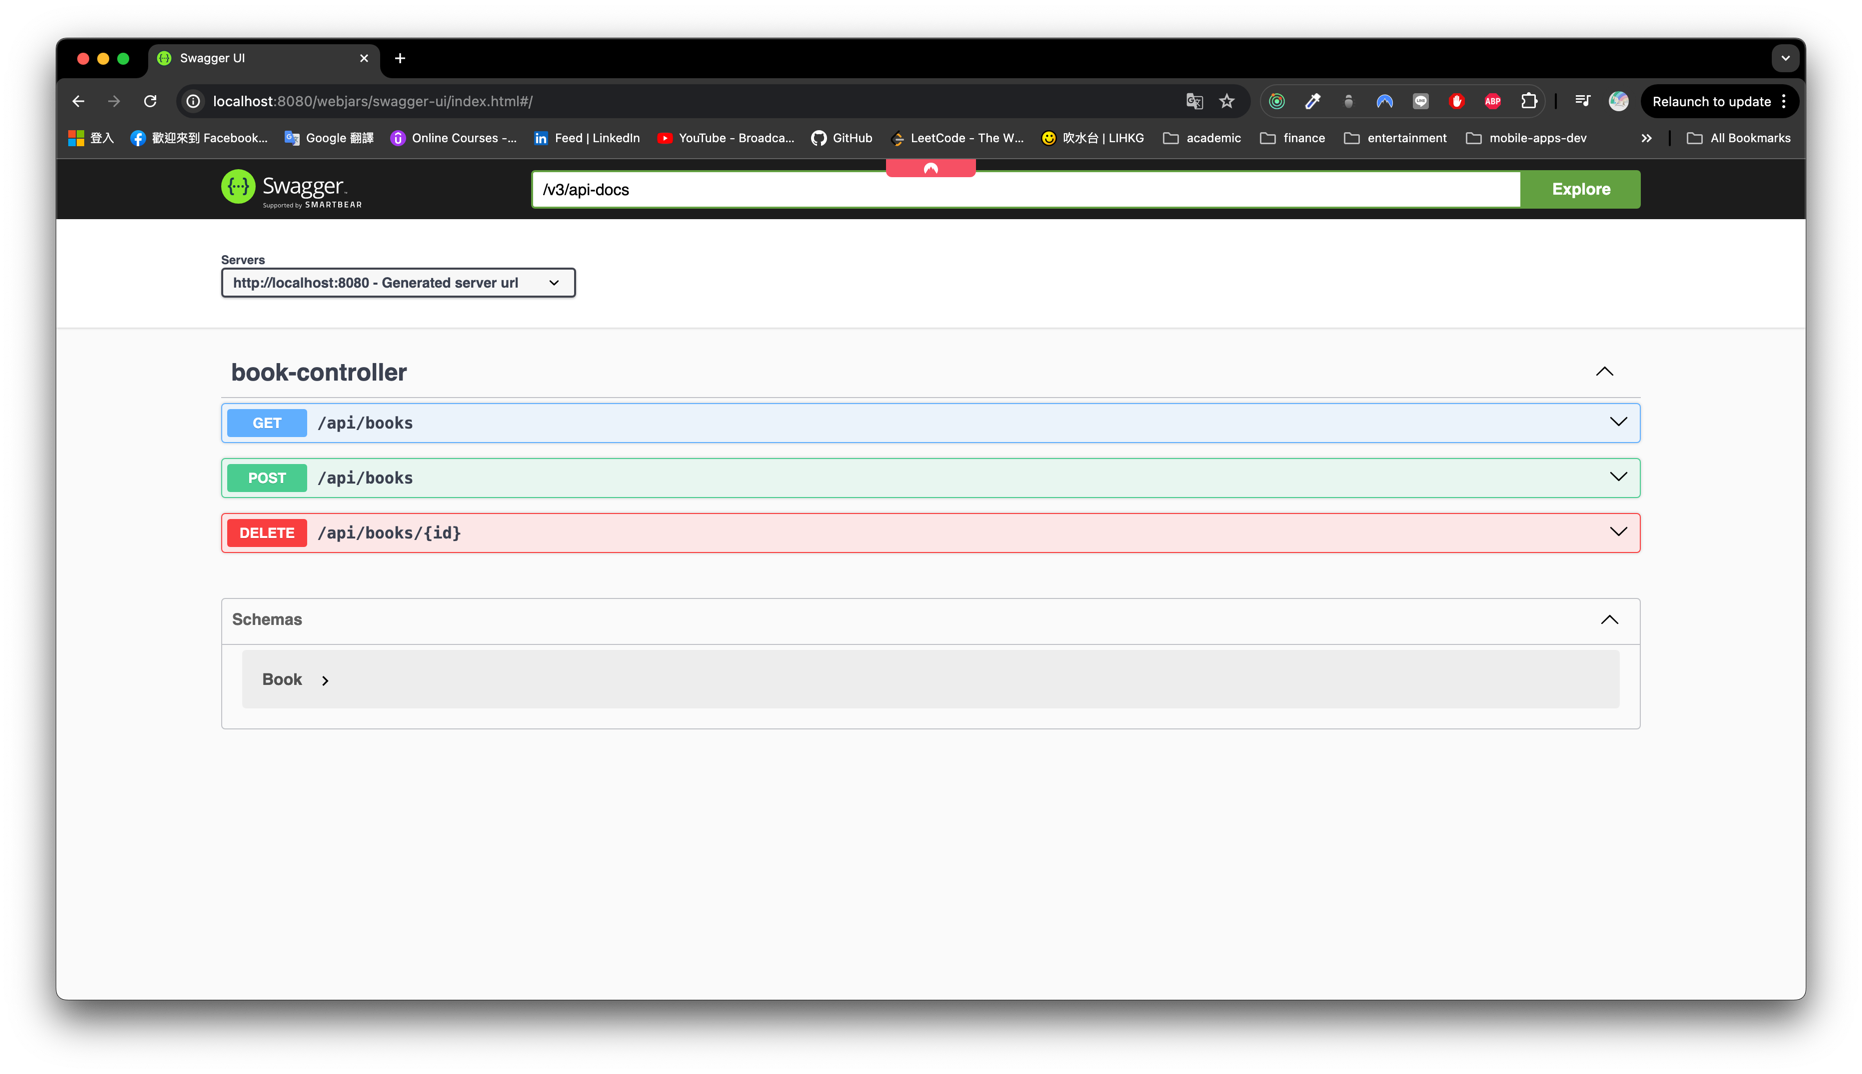 Swagger UI
localhost:8080/webjars/swagger-ui/index.html#/
ABP
Relaunch to update
登入
歡迎來到 Facebook...
Google 翻譯
Online Courses -...
Feed | LinkedIn
YouTube - Broadca...
GitHub
LeetCode - The W...
吹水台 | LIHKG
academic
finance
entertainment
mobile-apps-dev
All Bookmarks
Swagger.
Supported by SMARTBEAR
/v3/api-docs
Explore
Servers
http://localhost:8080 - Generated server url
book-controller
GET /api/books
POST /api/books
DELETE /api/books/{id}
Schemas
Book